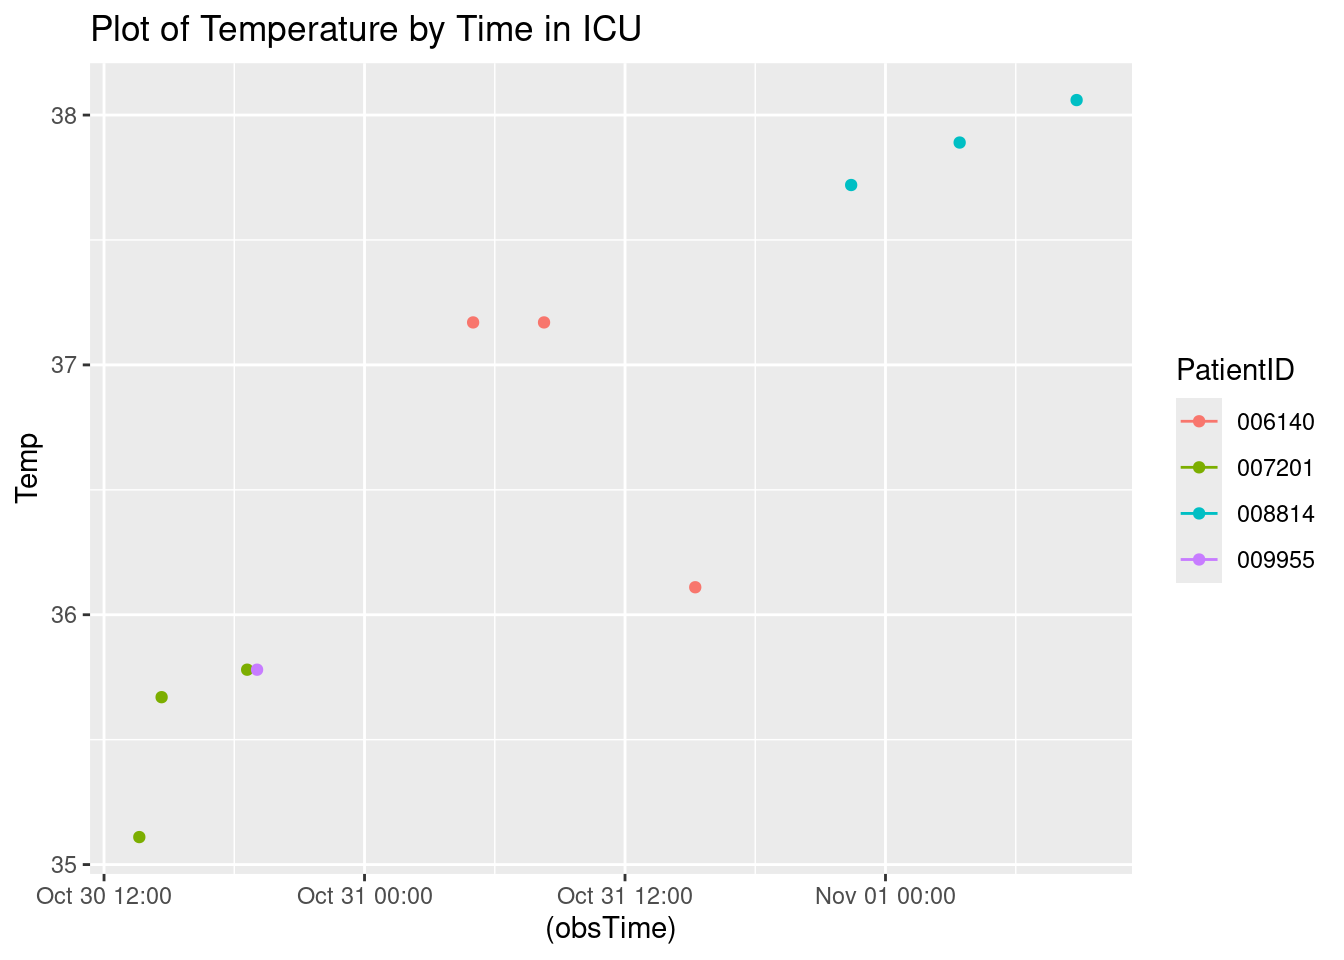 Plot of Temperature by Time in ICU
38
37
36
35
Temp
Oct 30 12:00
Oct 31 00:00
Oct 31 12:00
Nov 01 00:00
(obsTime)
PatientID
006140
007201
008814
009955